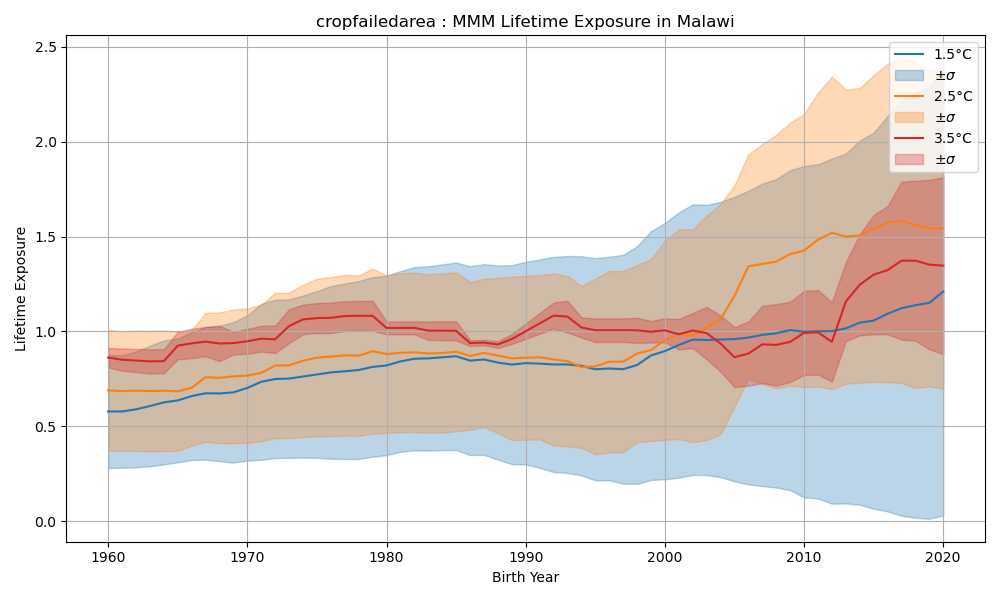 cropfailedarea : MMM Lifetime Exposure in Malawi
2.5
2.0
1.5
1.0
0.5
0.0
Lifetime Exposure
1960
1970
1980
1990
2000
2010
2020
Birth Year
1.5°C
±σ
2.5°C
±σ
3.5°C
±σ